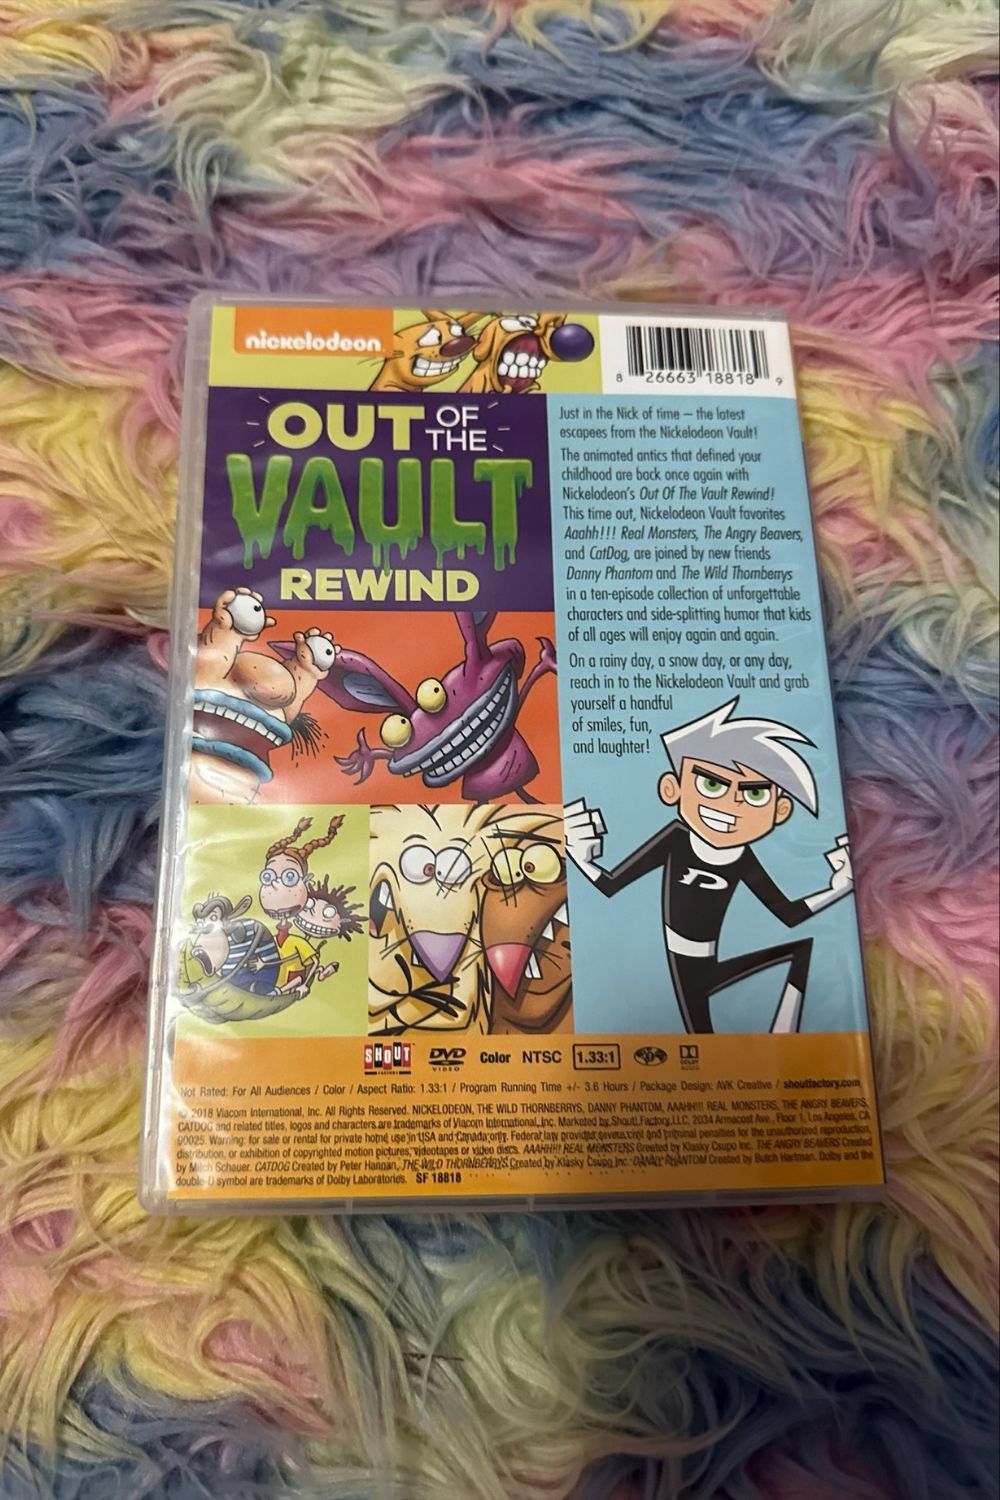 nickelodeon
8 26663 18818 9
OUT OF
THE
VAULT
REWIND
Just in the Nick of time – the latest
escapees from the Nickelodeon Vault!
The animated antics that defined your
childhood are back once again with
Nickelodeon's Out Of The Vault Rewind!
This time out, Nickelodeon Vault favorites
Aaahh!!! Real Monsters, The Angry Beavers,
and CatDog, are joined by new friends
Danny Phantom and The Wild Thornberrys
in a ten-episode collection of unforgettable
characters and side-splitting humor that kids
of all ages will enjoy again and again.
On a rainy day, a snow day, or any day,
reach in to the Nickelodeon Vault and grab
yourself a handful
of smiles, fun,
and laughter!
D
SHOUT
FACTORY
DVD
VIDEO
Color NTSC 1.33:1
DOLBY
AUDIO
Not Rated: For All Audiences / Color / Aspect Ratio: 1.33:1 / Program Running Time +/- 3.6 Hours / Package Design: AVK Creative / shoutfactory.com
© 2018 Viacom International, Inc. All Rights Reserved. NICKELODEON, THE WILD THORNBERRYS, DANNY PHANTOM, AAAHH!!! REAL MONSTERS, THE ANGRY BEAVERS,
CATDOG and related titles, logos and characters are trademarks of Viacom International, Inc. Marketed by Shout! Factory, LLC, 2034 Armacost Ave., Floor 1, Los Angeles, CA
90025. Warning: for sale or rental for private home use in USA and Canada only. Federal law provides severe civil and criminal penalties for the unauthorized reproduction,
distribution, or exhibition of copyrighted motion pictures, videotapes or video discs. AAAHH!!! REAL MONSTERS Created by Klasky Csupo Inc. THE ANGRY BEAVERS Created
by Mitch Schauer. CATDOG Created by Peter Hannan. THE WILD THORNBERRYS Created by Klasky Csupo Inc. DANNY PHANTOM Created by Butch Hartman. Dolby and the
double-D symbol are trademarks of Dolby Laboratories. SF 18818